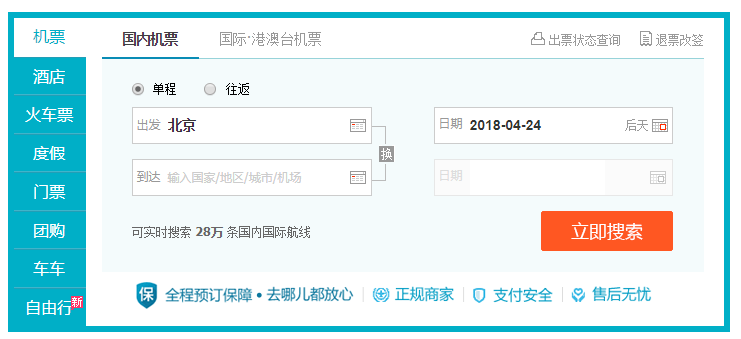 机票
酒店
火车票
度假
门票
团购
车车
自由行 新
国内机票 国际·港澳台机票 出票状态查询 退票改签
单程 往返
出发 北京 日期 2018-04-24 后天
换
到达 输入国家/地区/城市/机场 日期
可实时搜索 28万 条国内国际航线 立即搜索
保 全程预订保障·去哪儿都放心 正规商家 支付安全 售后无忧